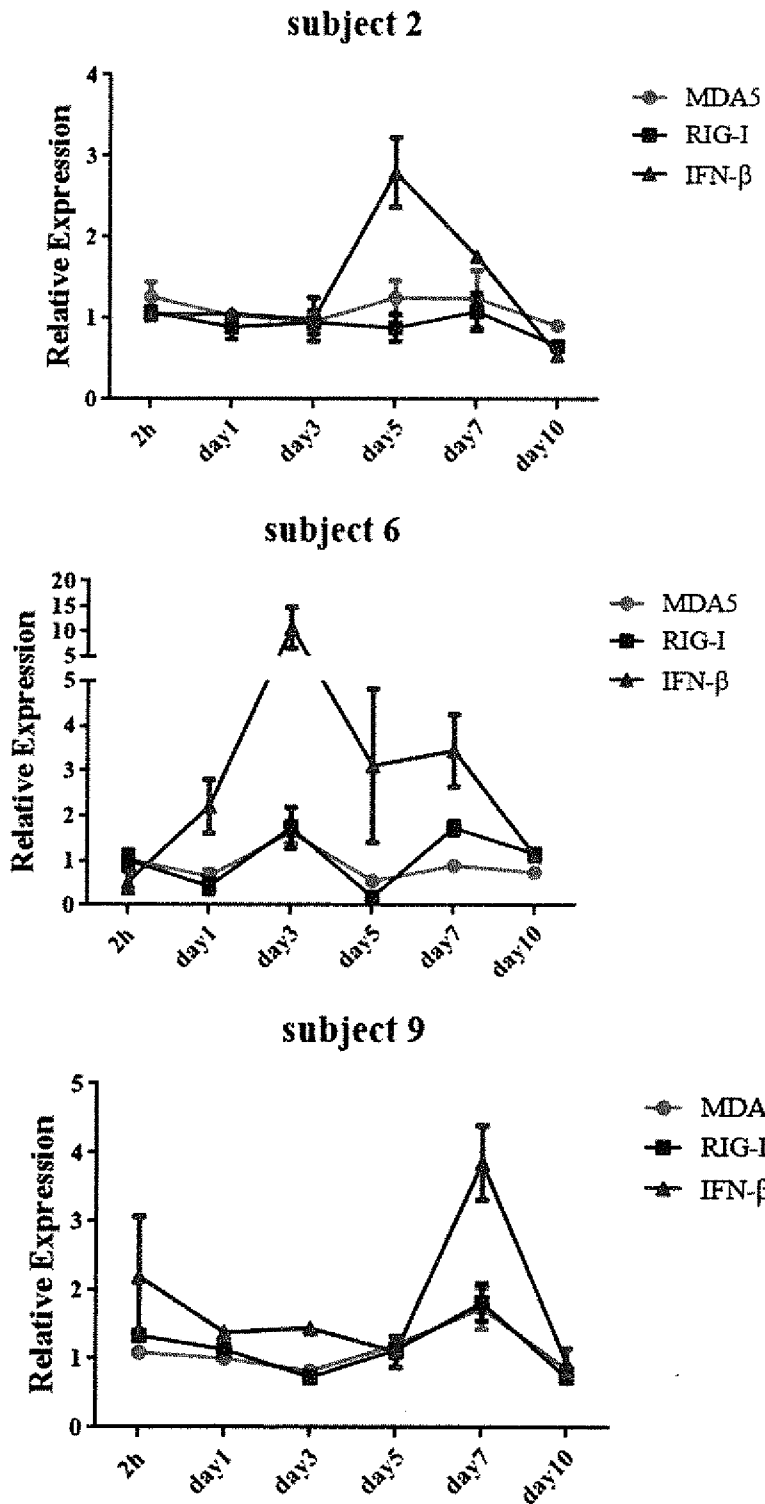 subject 2
Relative Expression
4
3
2
1
0
2h day1 day3 day5 day7 day10
MDA5
RIG-I
IFN-β
subject 6
Relative Expression
20
15
10
5
5
4
3
2
1
0
2h day1 day3 day5 day7 day10
MDA5
RIG-I
IFN-β
subject 9
Relative Expression
5
4
3
2
1
0
2h day1 day3 day5 day7 day10
MDA
RIG-I
IFN-β